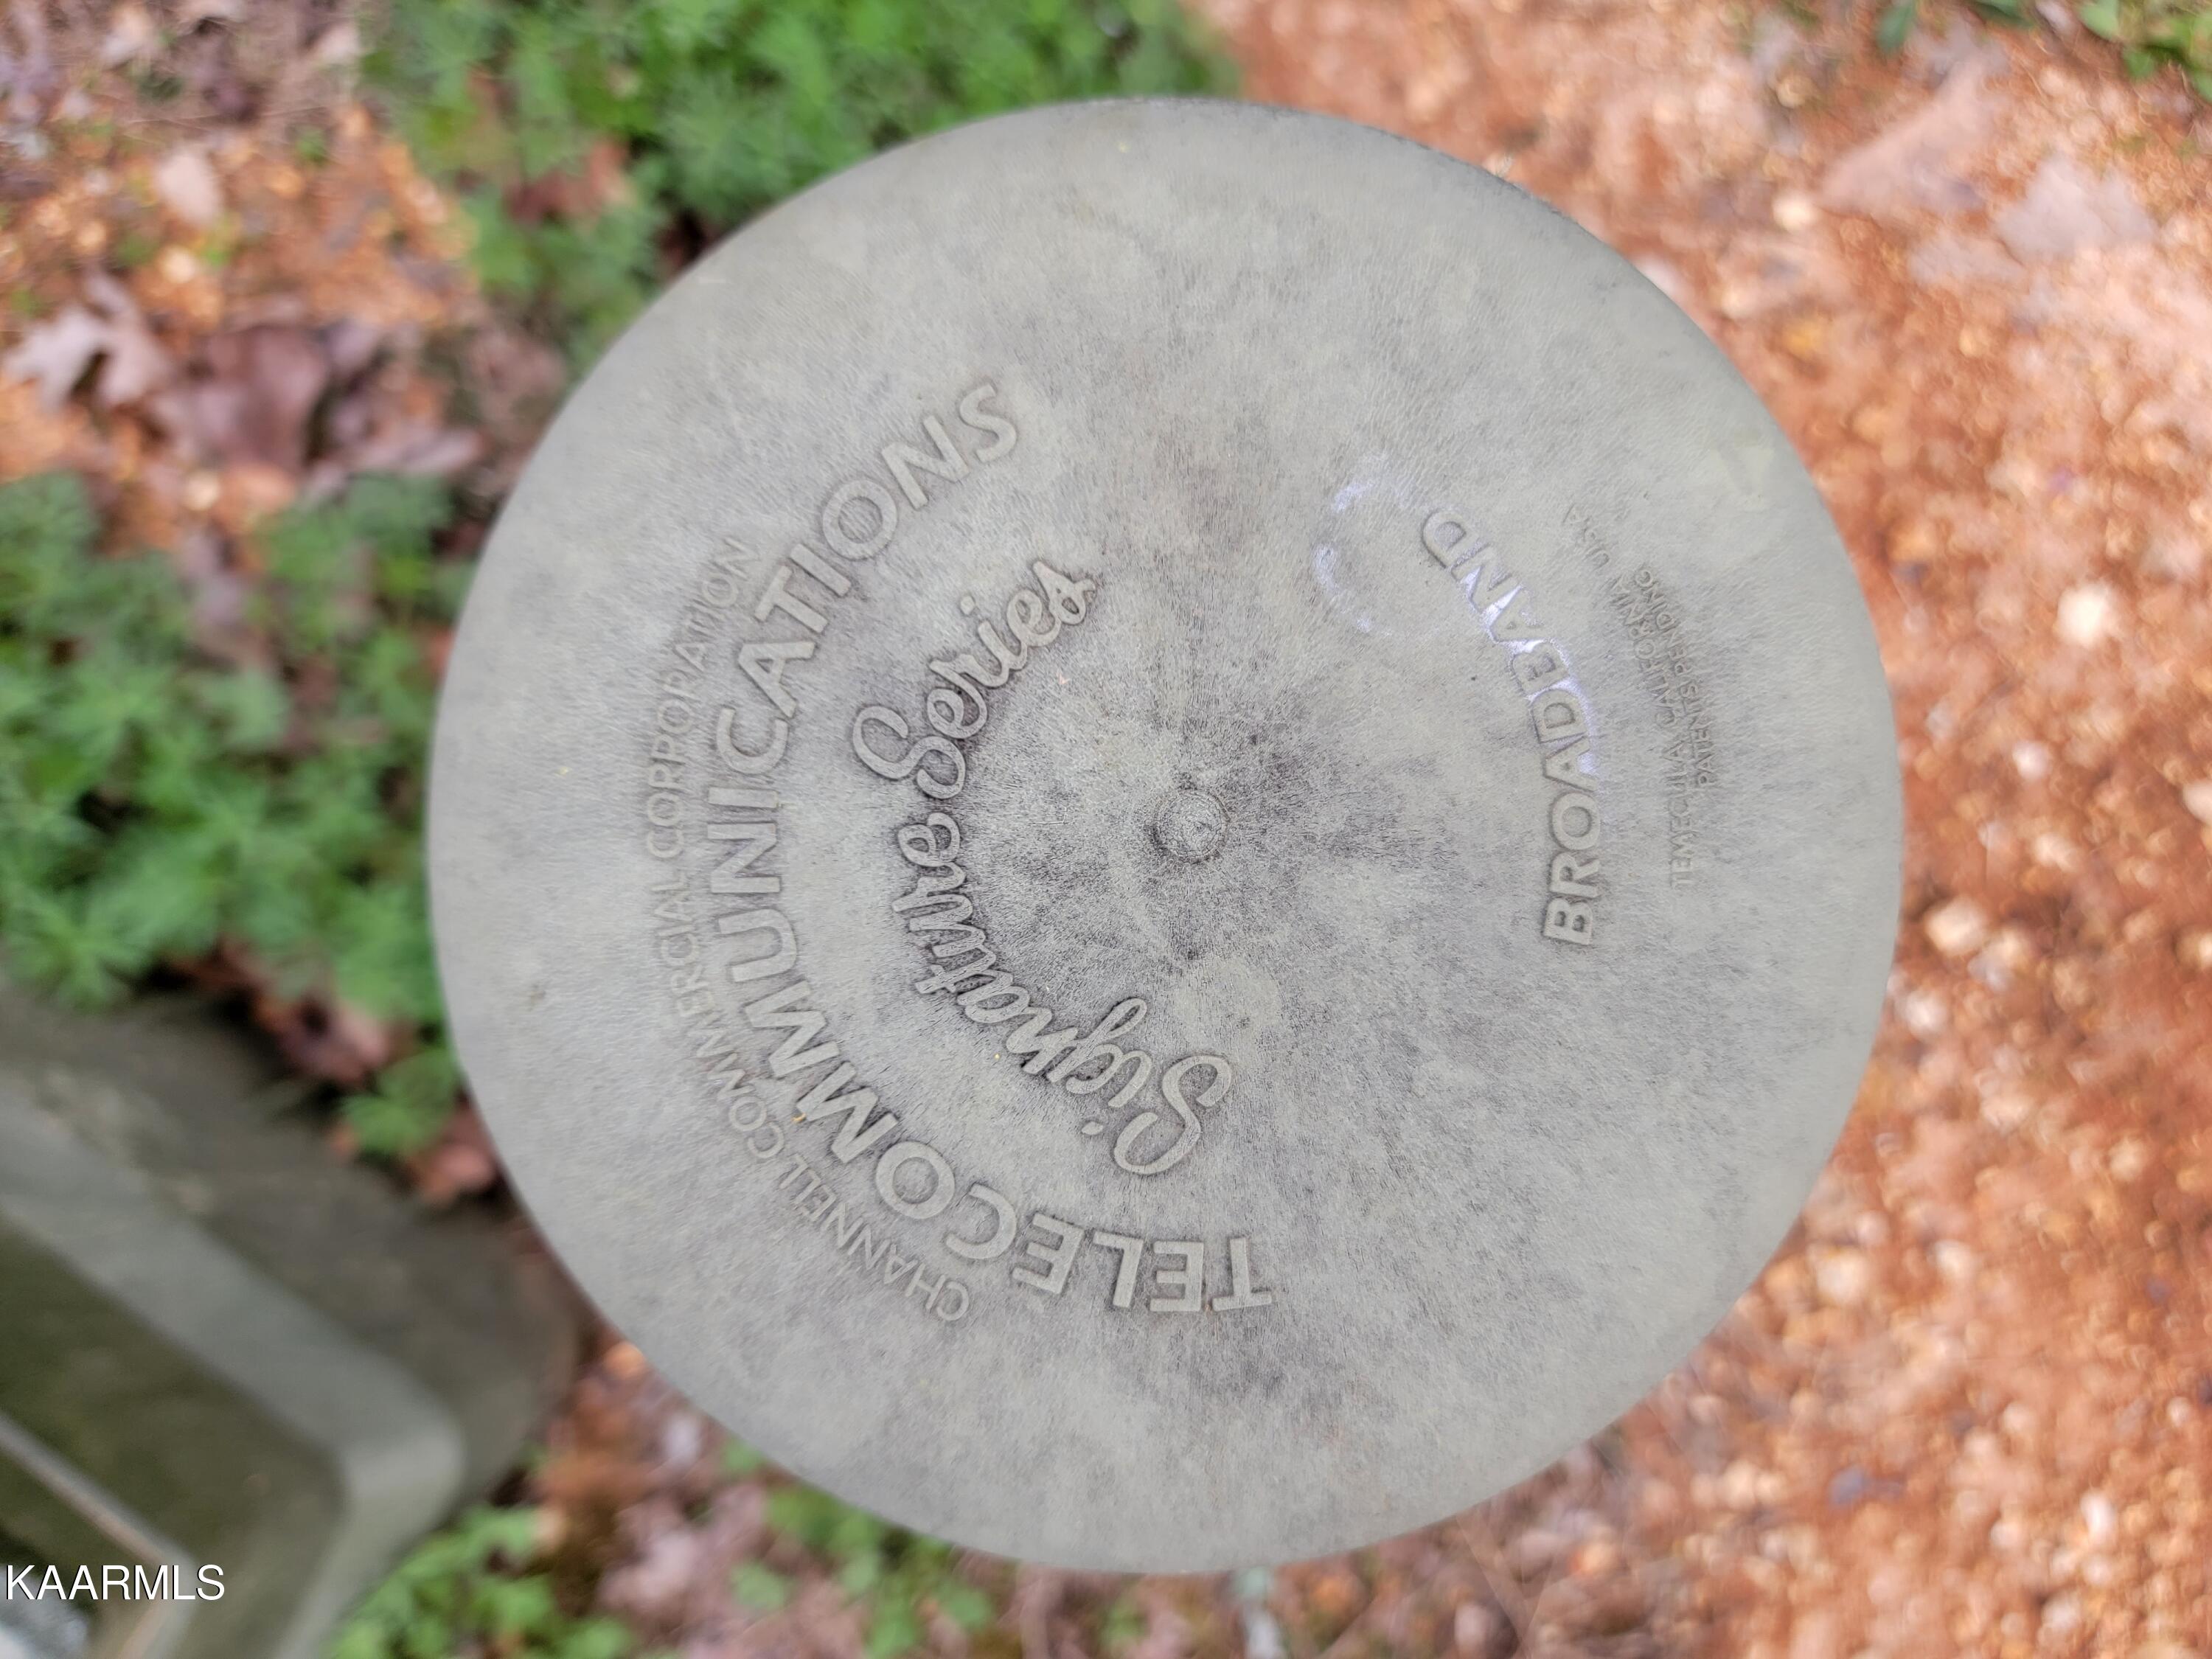 CHANNELL COMMERCIAL CORPORATION
TELECOMMUNICATIONS
Signature Series
BROADBAND
TEMECULA, CALIFORNIA USA
PATENTS PENDING
KAARMLS